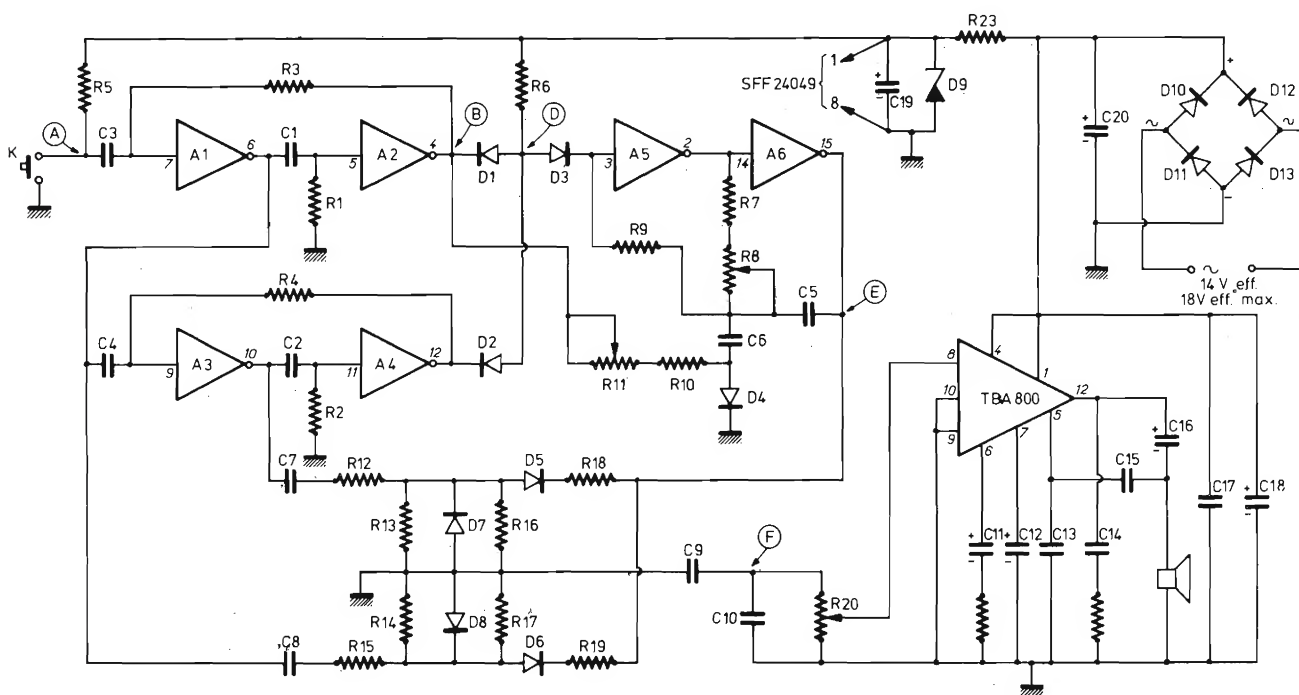 R23
1
SFF 24049 8
C19
D9
+
-
D10
D12
D11
D13
~
~
+
-
C20
+
-
~
14 V eff.
18V eff. max.
R5
R3
R6
K
A
C3
7
A1
6
C1
5
A2
4
B
D1
D
D3
3
A5
2
14
A6
15
R1
R9
R7
R8
C5
E
C6
R4
C4
9
A3
10
C2
11
A4
12
D2
R2
R11
R10
D4
C7
R12
D5
R18
R13
D7
R16
R14
D8
R17
C8
R15
D6
R19
C9
F
C10
R20
8
10
9
TBA 800
4
1
12
5
7
6
+
-
C16
C15
+
-
C11
+
-
C12
C13
C14
C17
+
-
C18